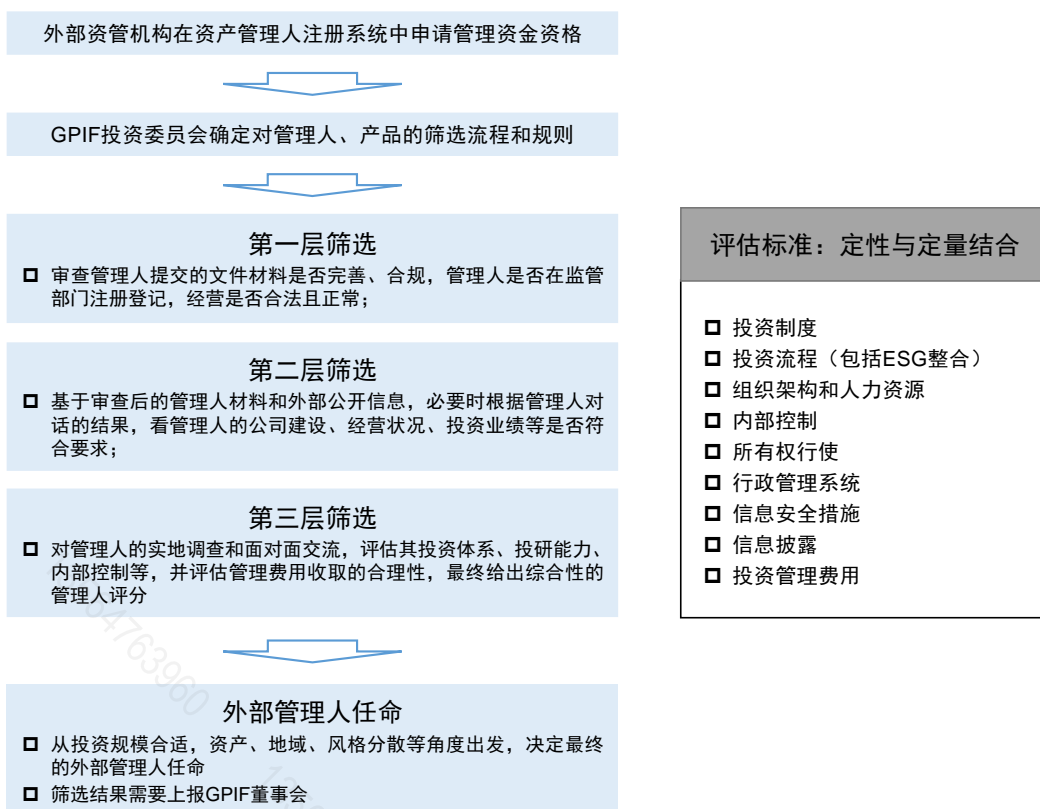 外部资管机构在资产管理人注册系统中申请管理资金资格
GPIF投资委员会确定对管理人、产品的筛选流程和规则
第一层筛选
审查管理人提交的文件材料是否完善、合规，管理人是否在监管
部门注册登记，经营是否合法且正常；
第二层筛选
基于审查后的管理人材料和外部公开信息，必要时根据管理人对
话的结果，看管理人的公司建设、经营状况、投资业绩等是否符
合要求；
第三层筛选
对管理人的实地调查和面对面交流，评估其投资体系、投研能力、
内部控制等，并评估管理费用收取的合理性，最终给出综合性的
管理人评分
外部管理人任命
从投资规模合适，资产、地域、风格分散等角度出发，决定最终
的外部管理人任命
筛选结果需要上报GPIF董事会
评估标准：定性与定量结合
投资制度
投资流程（包括ESG整合）
组织架构和人力资源
内部控制
所有权行使
行政管理系统
信息安全措施
信息披露
投资管理费用